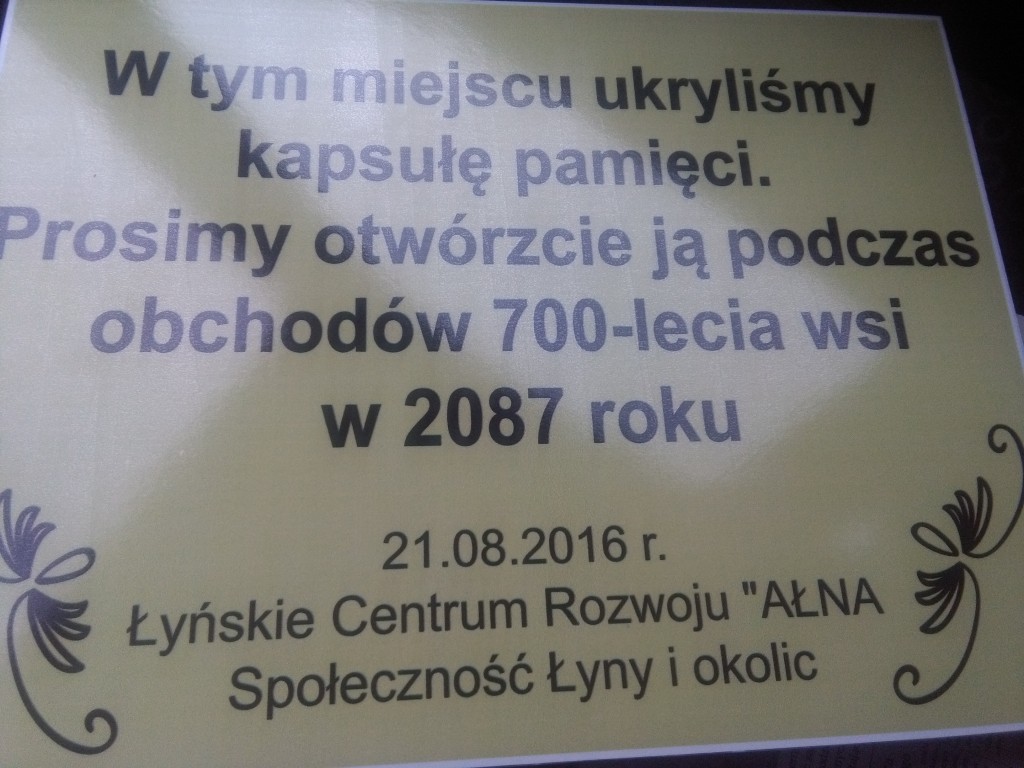 W tym miejscu ukryliśmy
kapsułę pamięci.
Prosimy otwórzcie ją podczas
obchodów 700-lecia wsi
w 2087 roku
21.08.2016 r.
Łyńskie Centrum Rozwoju "AŁNA
Społeczność Łyny i okolic